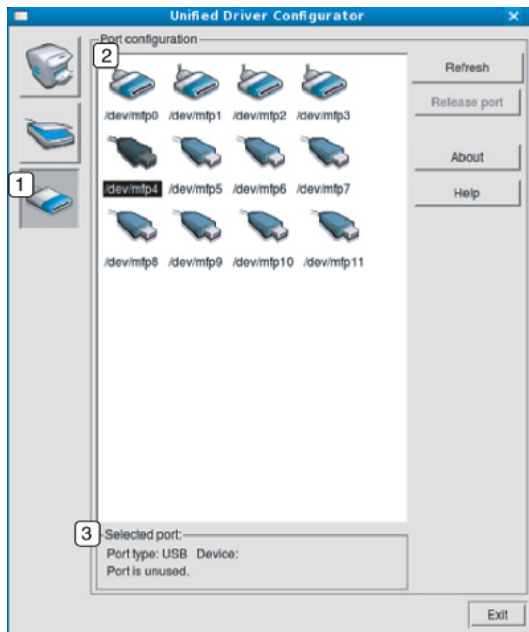 Unified Driver Configurator
Port configuration
2
Refresh
/dev/mfp0 /dev/mfp1 /dev/mfp2 /dev/mfp3
Release port
About
1
/dev/mfp4 /dev/mfp5 /dev/mfp6 /dev/mfp7
Help
/dev/mfp8 /dev/mfp9 /dev/mfp10 /dev/mfp11
3
Selected port:
Port type: USB Device:
Port is unused.
Exit